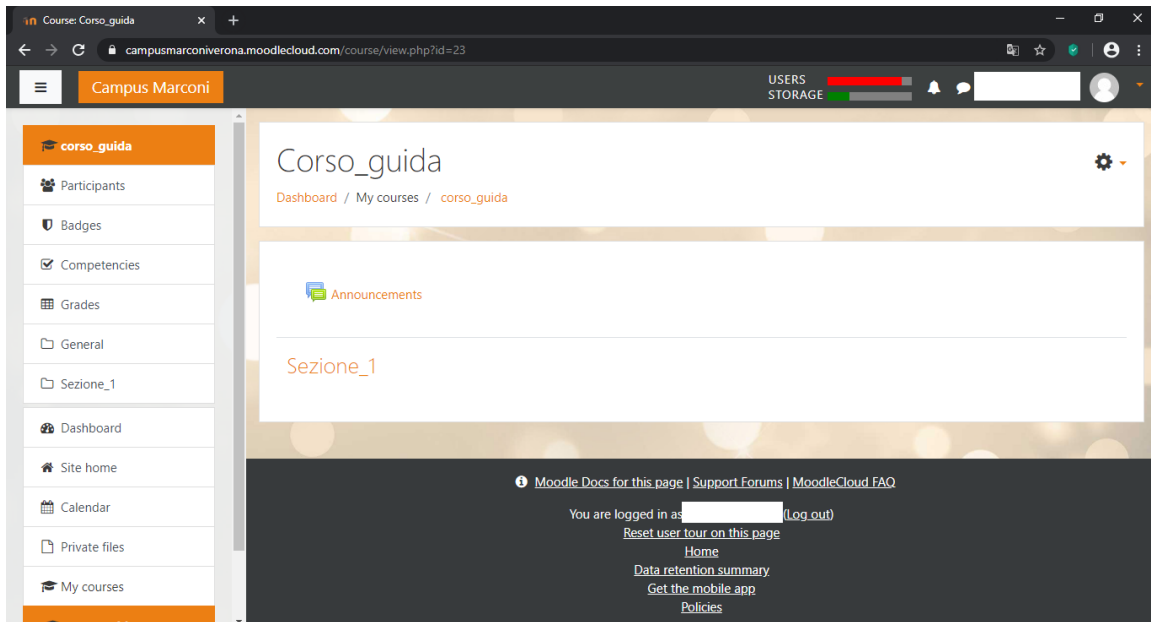 Course: Corso_guida
campusmarconiverona.moodlecloud.com/course/view.php?id=23
Campus Marconi
USERS
STORAGE
corso_guida
Participants
Badges
Competencies
Grades
General
Sezione_1
Dashboard
Site home
Calendar
Private files
My courses
Corso_guida
Dashboard / My courses / corso_guida
Announcements
Sezione_1
Moodle Docs for this page | Support Forums | MoodleCloud FAQ
You are logged in as (Log out)
Reset user tour on this page
Home
Data retention summary
Get the mobile app
Policies